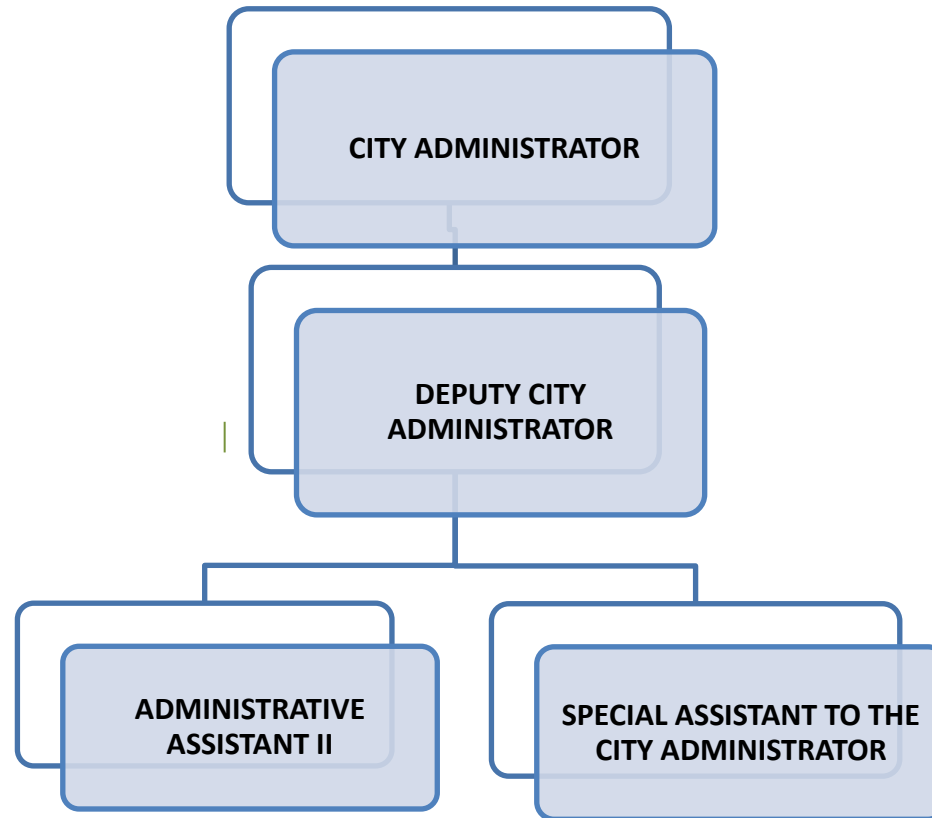 CITY ADMINISTRATOR
DEPUTY CITY
ADMINISTRATOR
ADMINISTRATIVE
ASSISTANT II
SPECIAL ASSISTANT TO THE
CITY ADMINISTRATOR